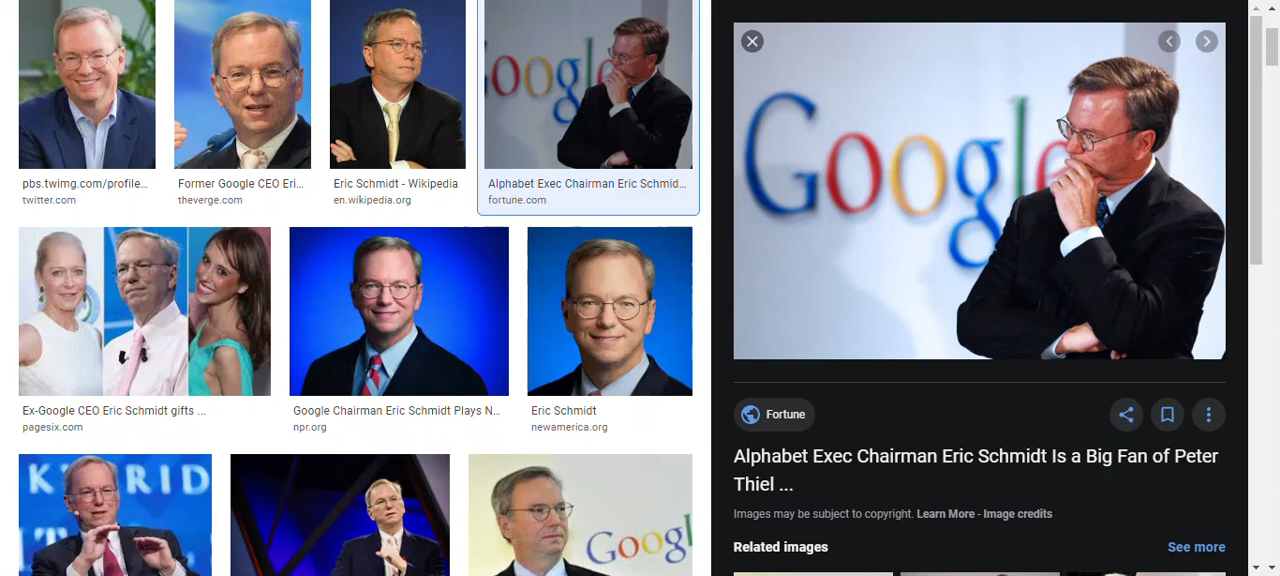 pbs.twimg.com/profile...
twitter.com
Former Google CEO Eri...
theverge.com
Eric Schmidt - Wikipedia
en.wikipedia.org
Google
Alphabet Exec Chairman Eric Schmid...
fortune.com
Ex-Google CEO Eric Schmidt gifts ...
pagesix.com
Google Chairman Eric Schmidt Plays N...
npr.org
Eric Schmidt
newamerica.org
Googl
Google
Fortune
Alphabet Exec Chairman Eric Schmidt Is a Big Fan of Peter
Thiel ...
Images may be subject to copyright. Learn More - Image credits
Related images
See more